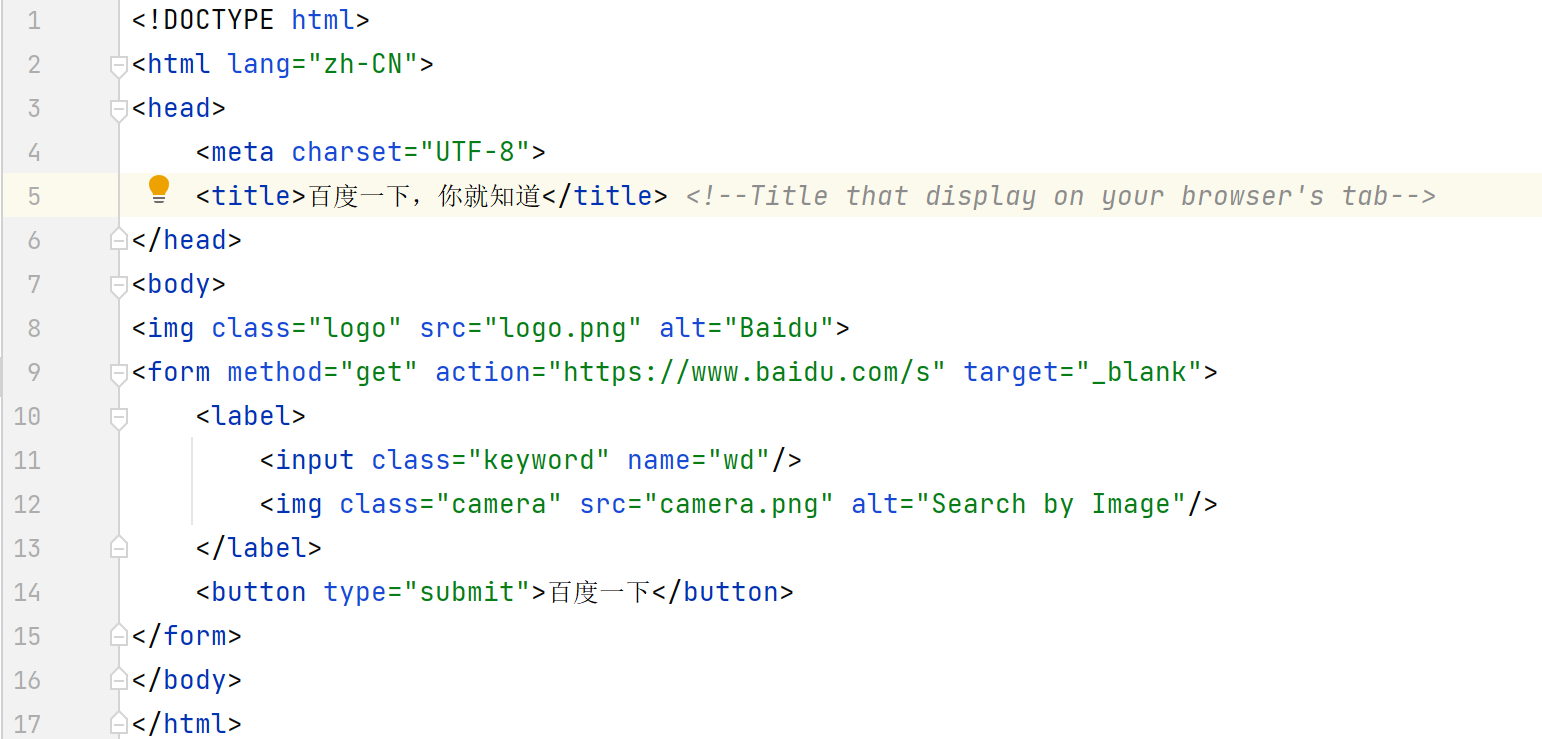 1 <!DOCTYPE html>
2 <html lang="zh-CN">
3 <head>
4     <meta charset="UTF-8">
5     <title>百度一下，你就知道</title> <!--Title that display on your browser's tab-->
6 </head>
7 <body>
8 <img class="logo" src="logo.png" alt="Baidu">
9 <form method="get" action="https://www.baidu.com/s" target="_blank">
10     <label>
11         <input class="keyword" name="wd"/>
12         <img class="camera" src="camera.png" alt="Search by Image"/>
13     </label>
14     <button type="submit">百度一下</button>
15 </form>
16 </body>
17 </html>